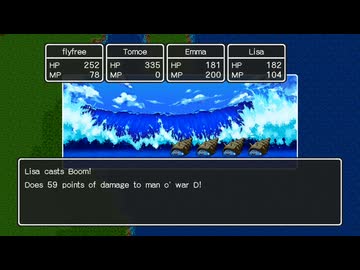 flyfree Tomoe Emma Lisa
HP 252 HP 335 HP 181 HP 182
MP 78 MP 0 MP 200 MP 104
Lisa casts Boom!
Does 59 points of damage to man o' war D!